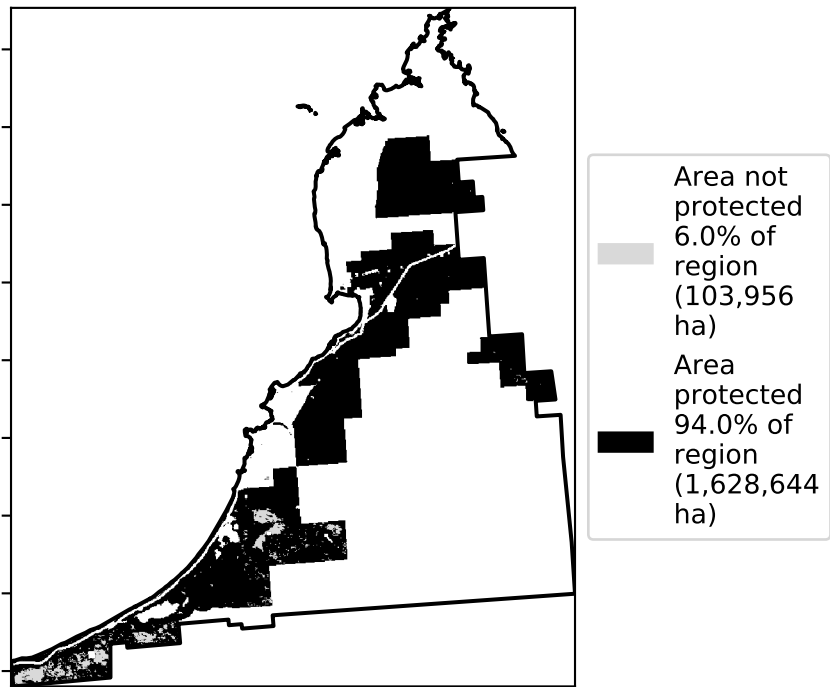 Area not
protected
6.0% of
region
(103,956
ha)
Area
protected
94.0% of
region
(1,628,644
ha)